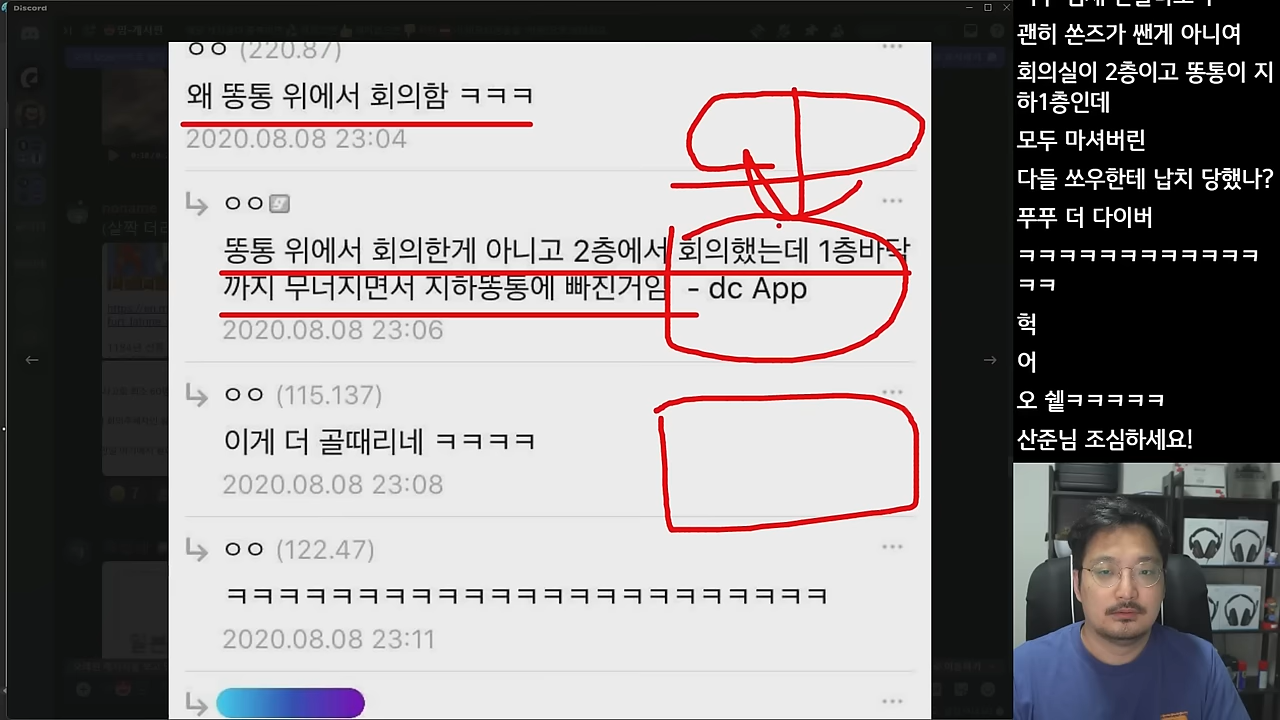 Discord
ㅇㅇ (220.87)
왜 똥통 위에서 회의함 ㅋㅋㅋ
2020.08.08 23:04
ㅇㅇ
똥통 위에서 회의한게 아니고 2층에서 회의했는데 1층바닥
까지 무너지면서 지하똥통에 빠진거임 - dc App
2020.08.08 23:06
ㅇㅇ (115.137)
이게 더 골때리네 ㅋㅋㅋㅋ
2020.08.08 23:08
ㅇㅇ (122.47)
ㅋㅋㅋㅋㅋㅋㅋㅋㅋㅋㅋㅋㅋㅋㅋㅋㅋㅋㅋㅋㅋㅋㅋ
2020.08.08 23:11
괜히 쏜즈가 쌘게 아니여
회의실이 2층이고 똥통이 지
하1층인데
모두 마셔버린
다들 쏘우한테 납치 당했나?
푸푸 더 다이버
ㅋㅋㅋㅋㅋㅋㅋㅋㅋㅋㅋㅋ
ㅋㅋ
헉
어
오 쉩ㅋㅋㅋㅋㅋ
산준님 조심하세요!